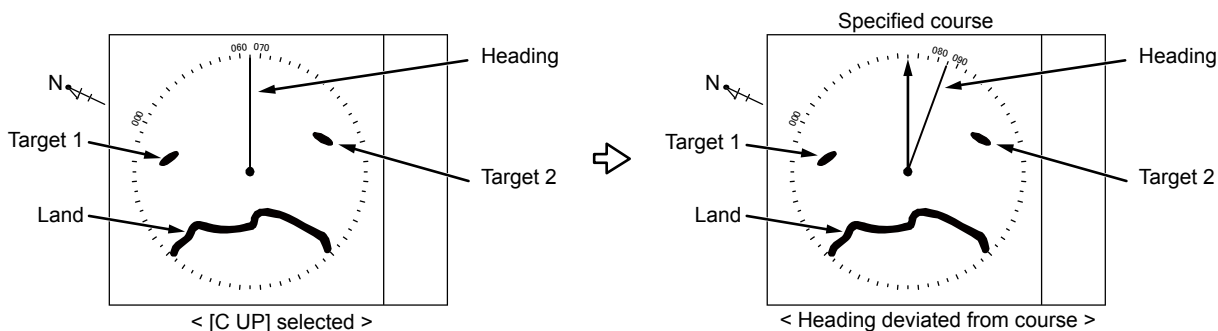 060 070
Heading
N
000
Target 1
Target 2
Land
< [C UP] selected >
Specified course
080 090
Heading
N
000
Target 1
Target 2
Land
< Heading deviated from course >